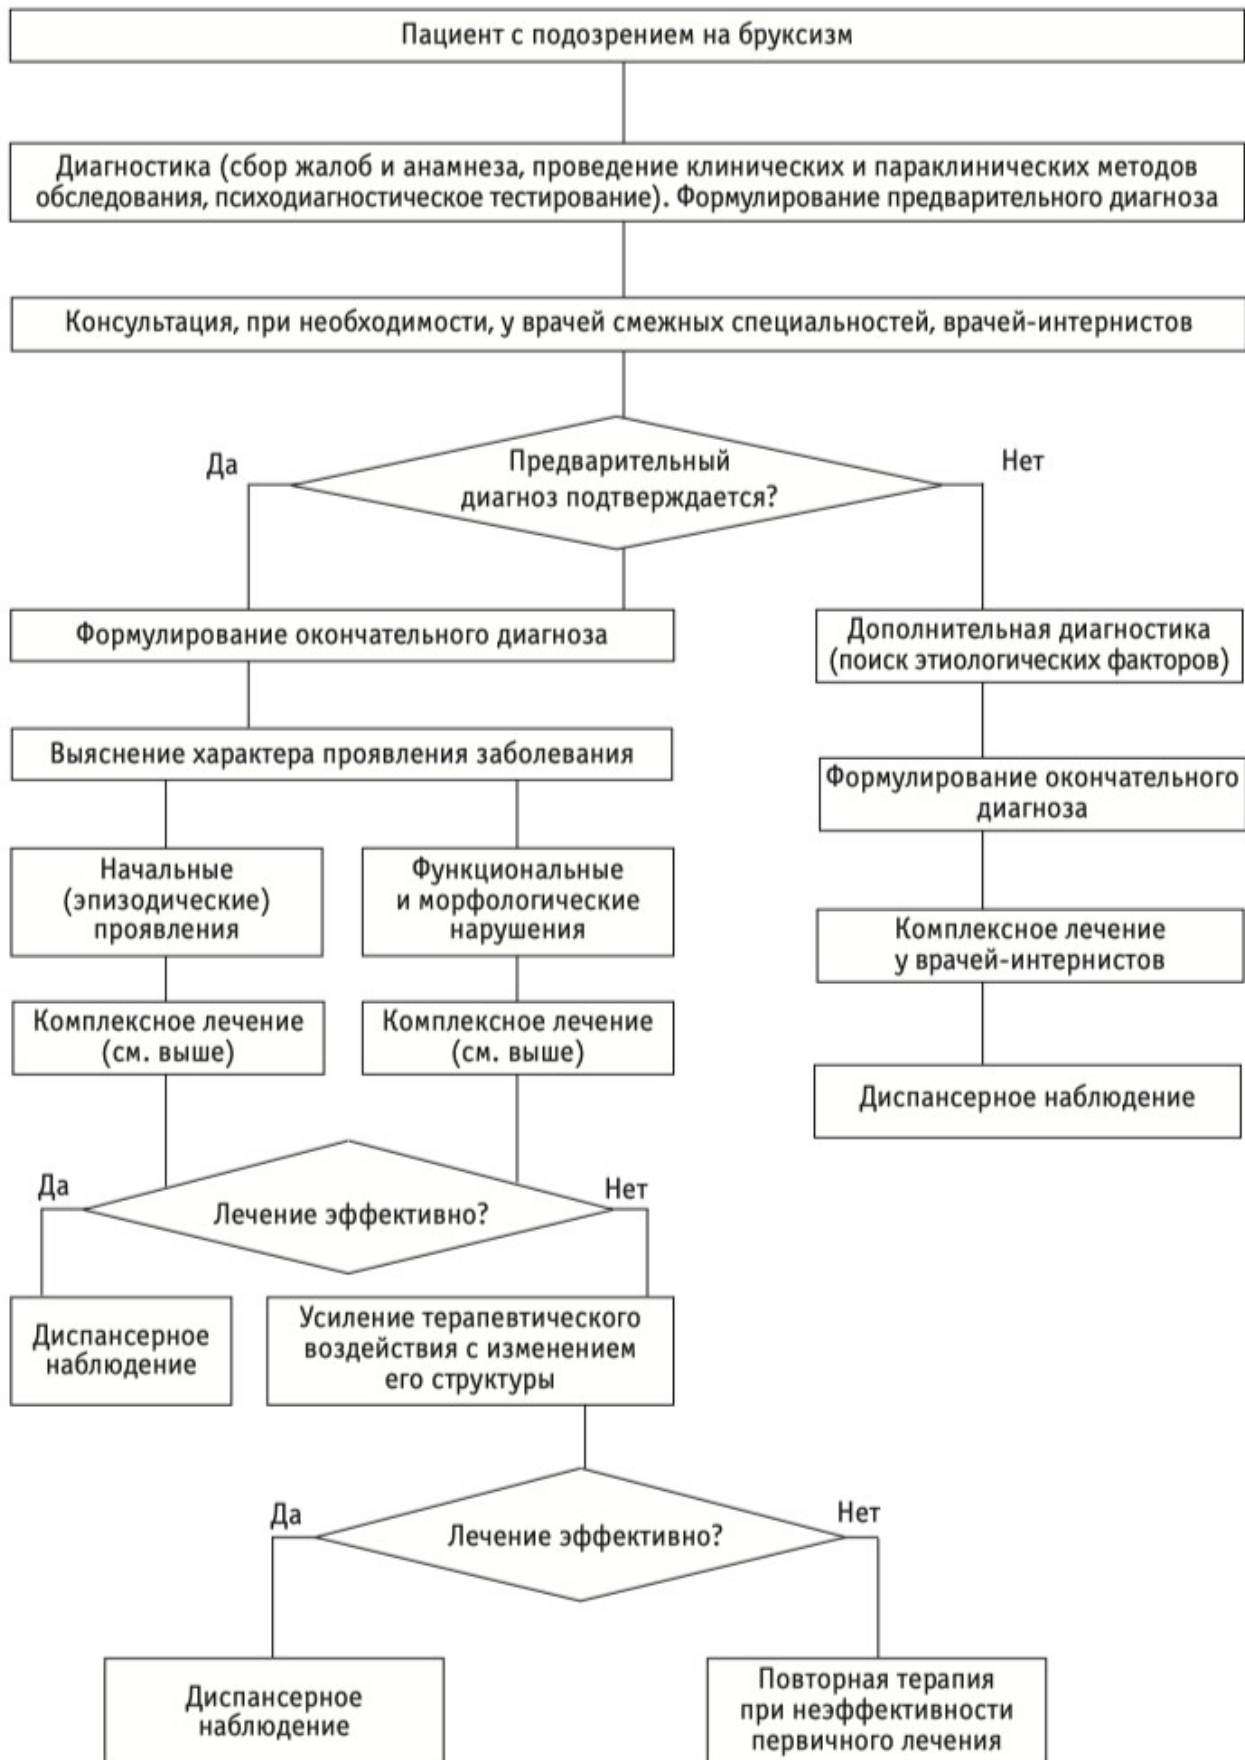 Пациент с подозрением на бруксизм
Диагностика (сбор жалоб и анамнеза, проведение клинических и параклинических методов
обследования, психодиагностическое тестирование). Формулирование предварительного диагноза
Консультация, при необходимости, у врачей смежных специальностей, врачей-интернистов
Да
Предварительный
диагноз подтверждается?
Нет
Формулирование окончательного диагноза
Дополнительная диагностика
(поиск этиологических факторов)
Выяснение характера проявления заболевания
Формулирование окончательного
диагноза
Начальные
(эпизодические)
проявления
Функциональные
и морфологические
нарушения
Комплексное лечение
у врачей-интернистов
Комплексное лечение
(см. выше)
Комплексное лечение
(см. выше)
Диспансерное наблюдение
Да
Лечение эффективно?
Нет
Диспансерное
наблюдение
Усиление терапевтического
воздействия с изменением
его структуры
Да
Лечение эффективно?
Нет
Диспансерное
наблюдение
Повторная терапия
при неэффективности
первичного лечения